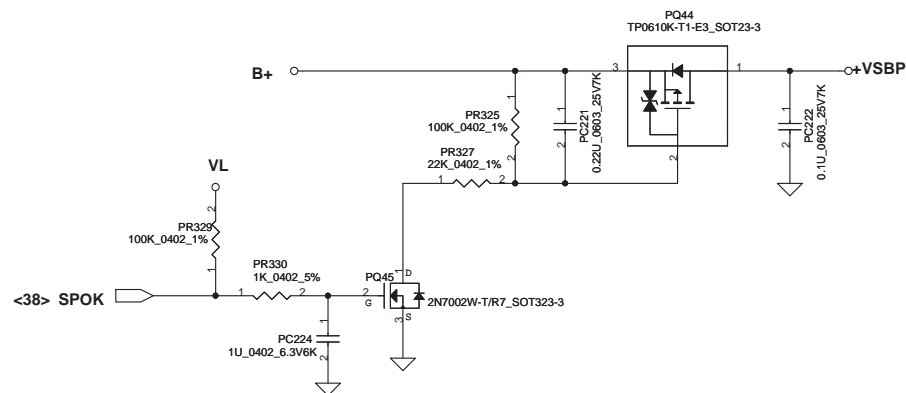 PQ44
TP0610K-T1-E3_SOT23-3
B+
3
1
+VSBP
1
PR325
100K_0402_1%
2
1
PC221
0.22U_0603_25V7K
2
1
PC222
0.1U_0603_25V7K
2
PR327
22K_0402_1%
1
2
2
VL
2
PR329
100K_0402_1%
1
PR330
1K_0402_5%
<38> SPOK
1
2
PQ45
1
D
2
G
2N7002W-T/R7_SOT323-3
3
S
1
PC224
1U_0402_6.3V6K
2